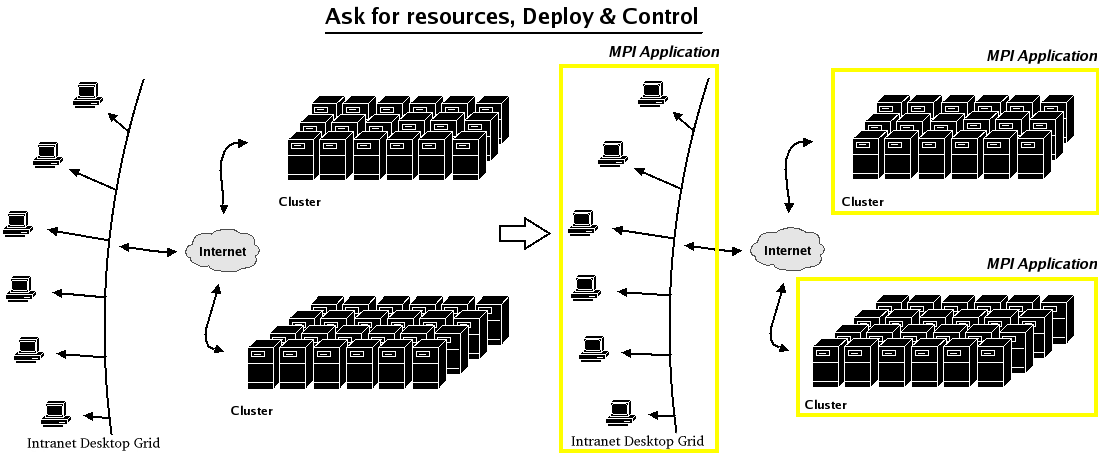 Ask for resources, Deploy & Control
MPI Application
MPI Application
Cluster
Cluster
Internet
Internet
MPI Application
Cluster
Cluster
Intranet Desktop Grid
Intranet Desktop Grid